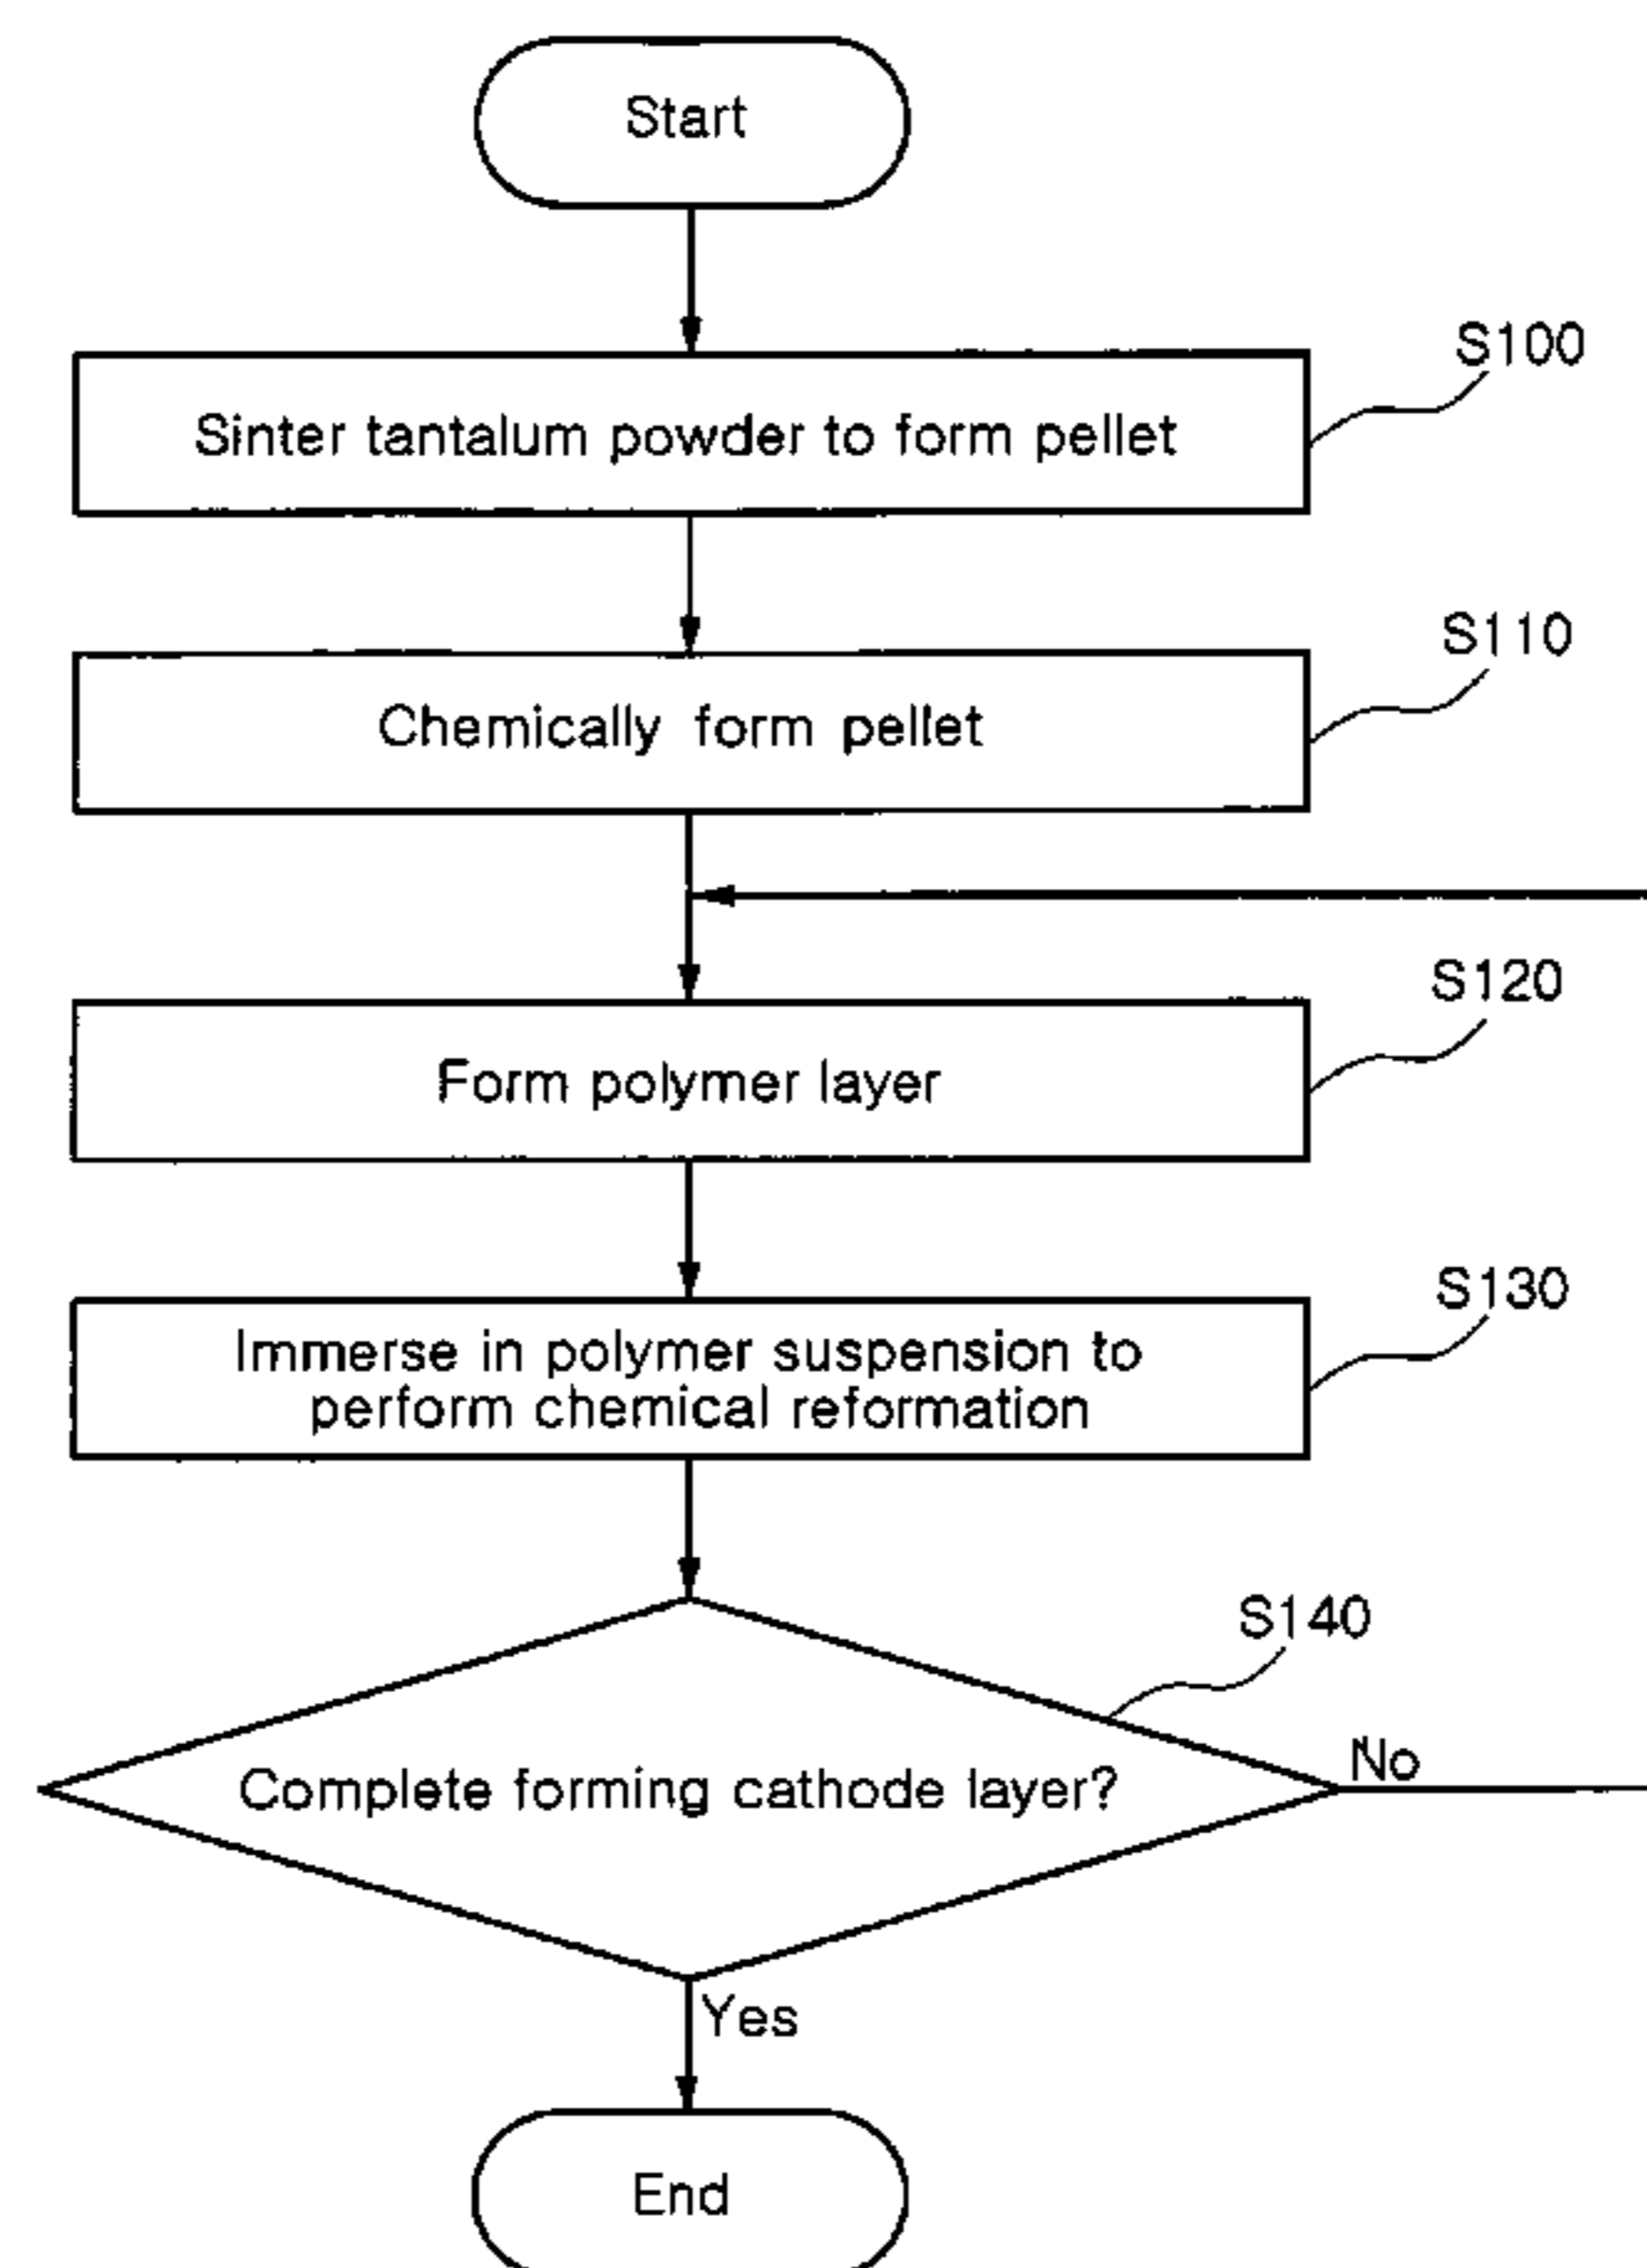 Start
S100
Sinter tantalum powder to form pellet
S110
Chemically form pellet
S120
Form polymer layer
S130
Immerse in polymer suspension to
perform chemical reformation
S140
Complete forming cathode layer?
No
Yes
End